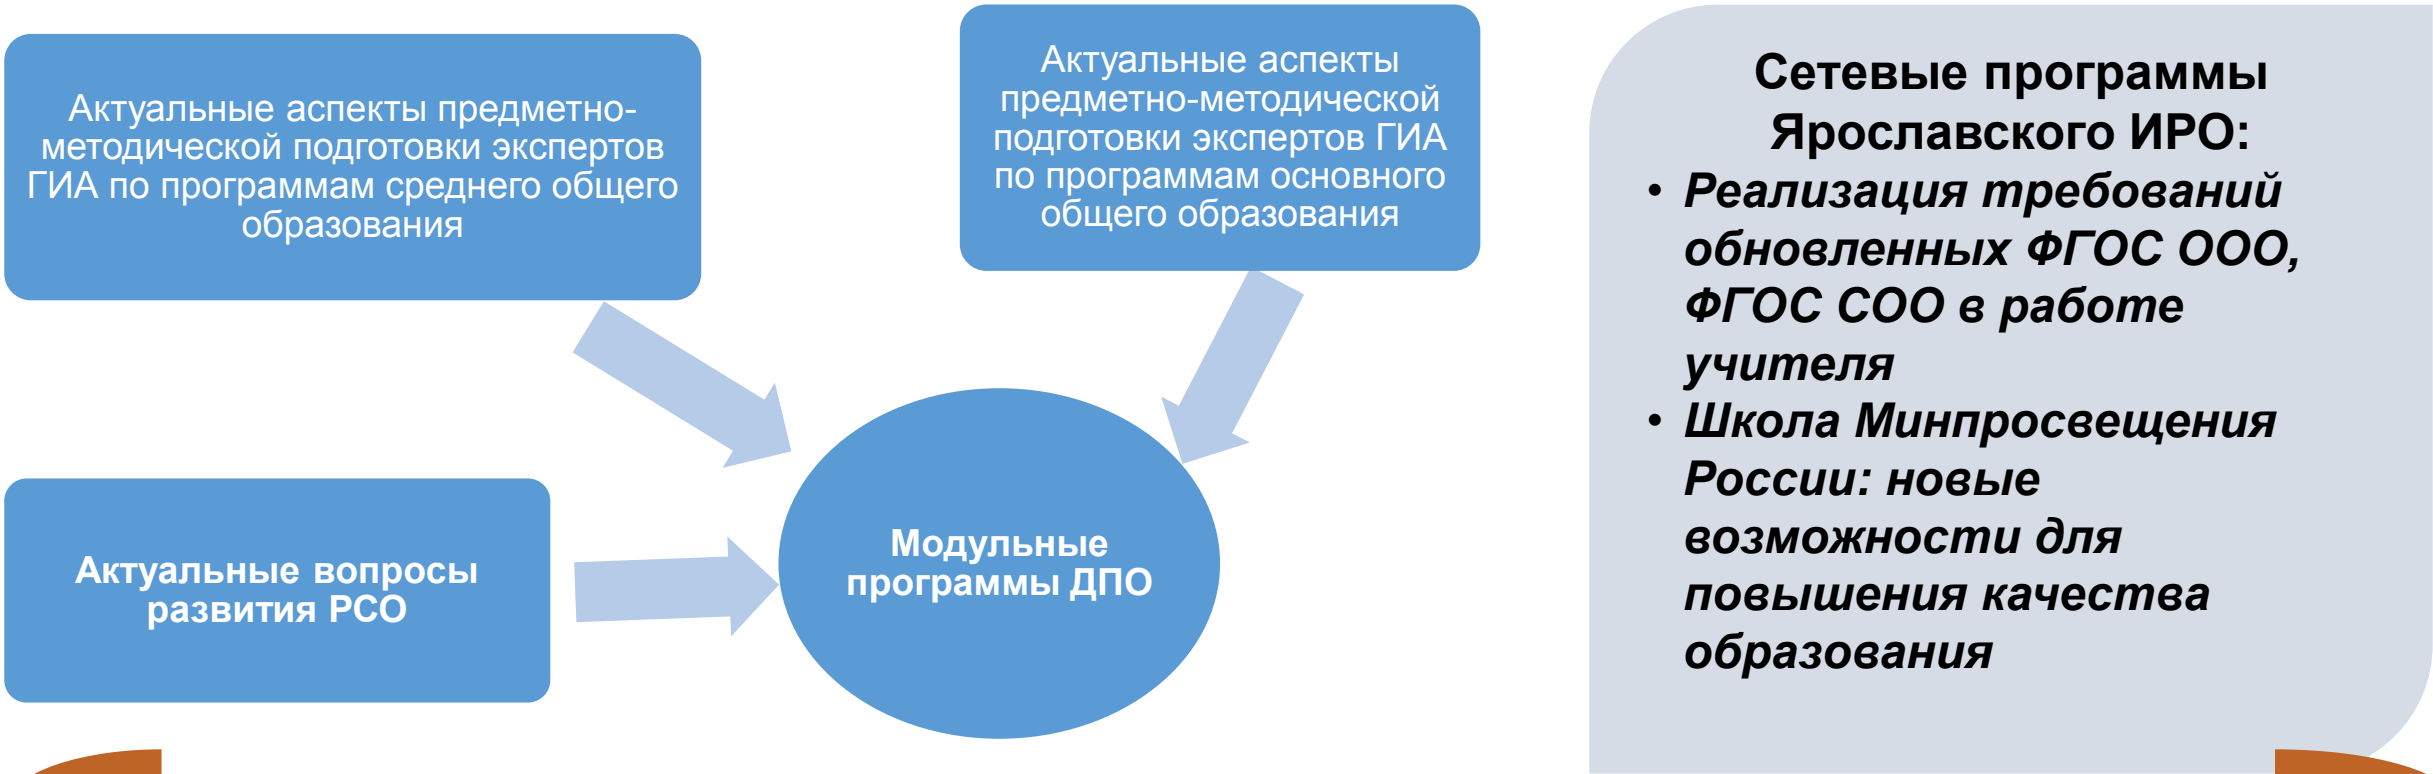 Актуальные аспекты предметно-
методической подготовки экспертов
ГИА по программам среднего общего
образования
Актуальные аспекты
предметно-методической
подготовки экспертов ГИА
по программам основного
общего образования
Актуальные вопросы
развития РСО
Модульные
программы ДПО
Сетевые программы
Ярославского ИРО:
• Реализация требований
обновленных ФГОС ООО,
ФГОС СОО в работе
учителя
• Школа Минпросвещения
России: новые
возможности для
повышения качества
образования